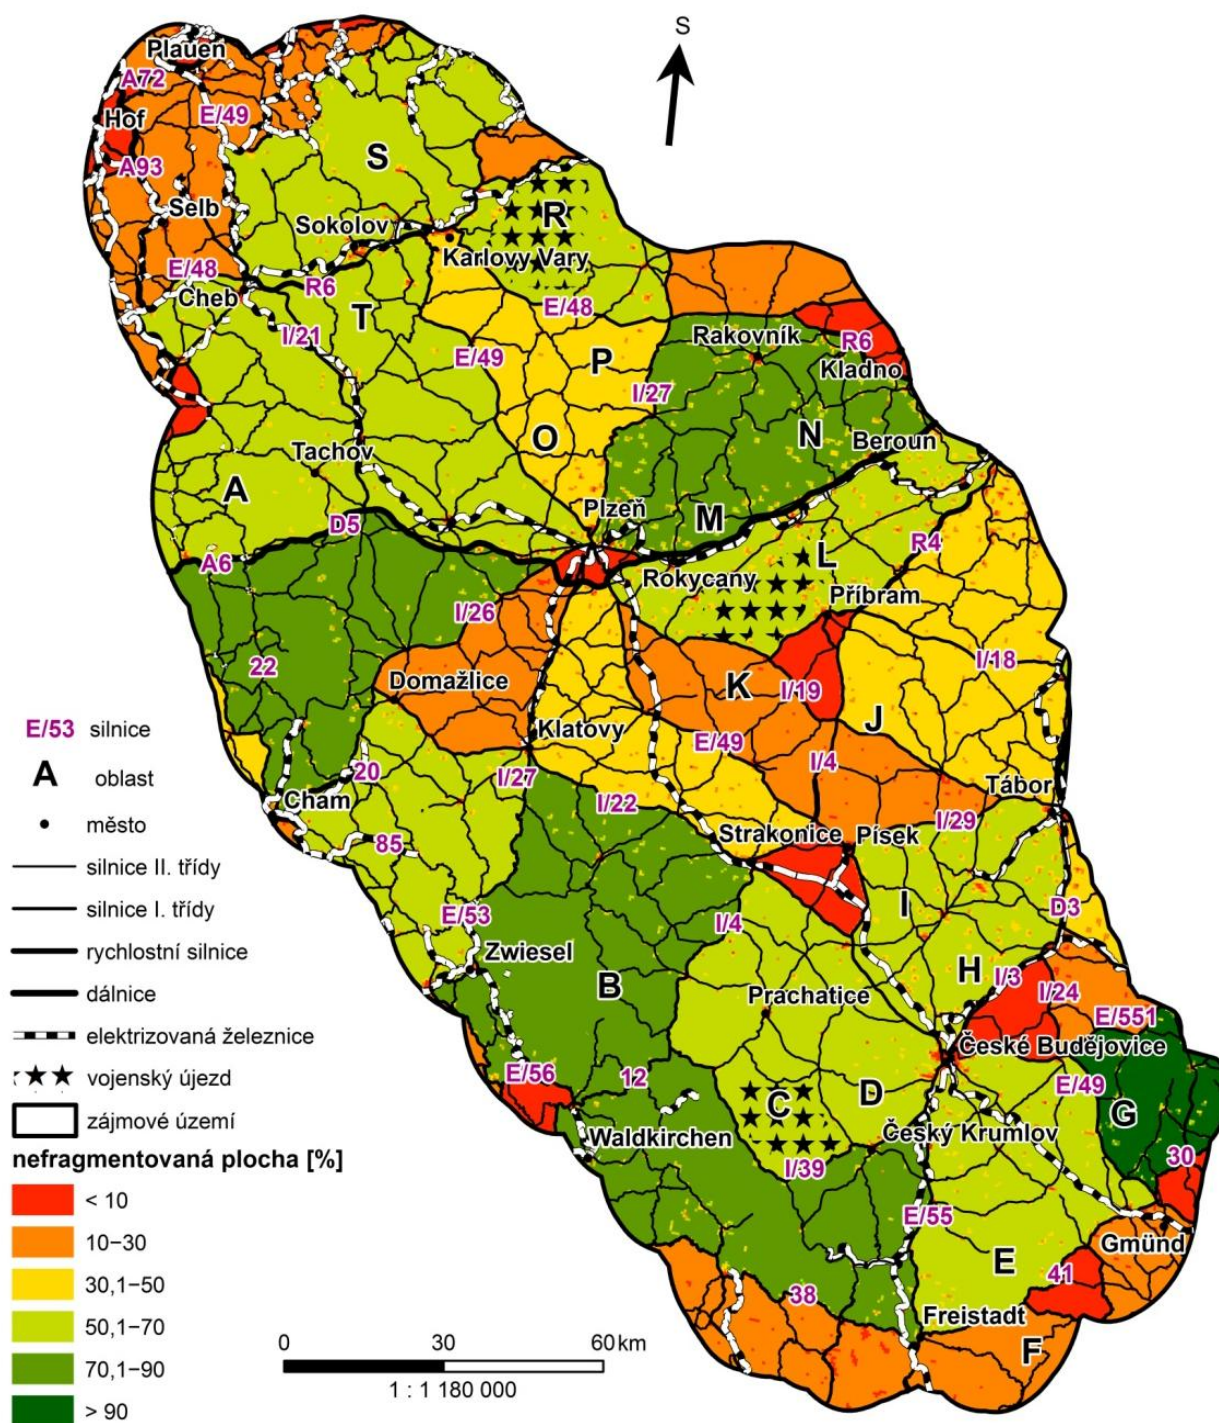 S
Plauen
A72
Hof
E/49
A93
S
Selb
R
Sokolov
Karlovy Vary
E/48
Cheb
R6
E/48
T
I/21
Rakovník
R6
E/49
P
Kladno
I/27
O
N
Beroun
Tachov
A
Plzeň
M
D5
R4
A6
L
Rokycany
Příbram
I/26
22
I/18
Domažlice
K
I/19
J
Klatovy
E/49
I/4
I/27
20
Tábor
Cham
I/22
I/29
Strakonice
Písek
85
I
D3
E/53
I/4
Zwiesel
H
B
I/3
I/24
Prachatice
E/551
České Budějovice
E/56
12
E/49
C
D
G
Waldkirchen
Český Krumlov
30
I/39
E/55
Gmünd
E
41
38
Freistadt
F
E/53 silnice
A oblast
město
silnice II. třídy
silnice I. třídy
rychlostní silnice
dálnice
elektrizovaná železnice
vojenský újezd
zájmové území
nefragmentovaná plocha [%]
< 10
10–30
30,1–50
50,1–70
70,1–90
> 90
0 30 60 km
1 : 1 180 000